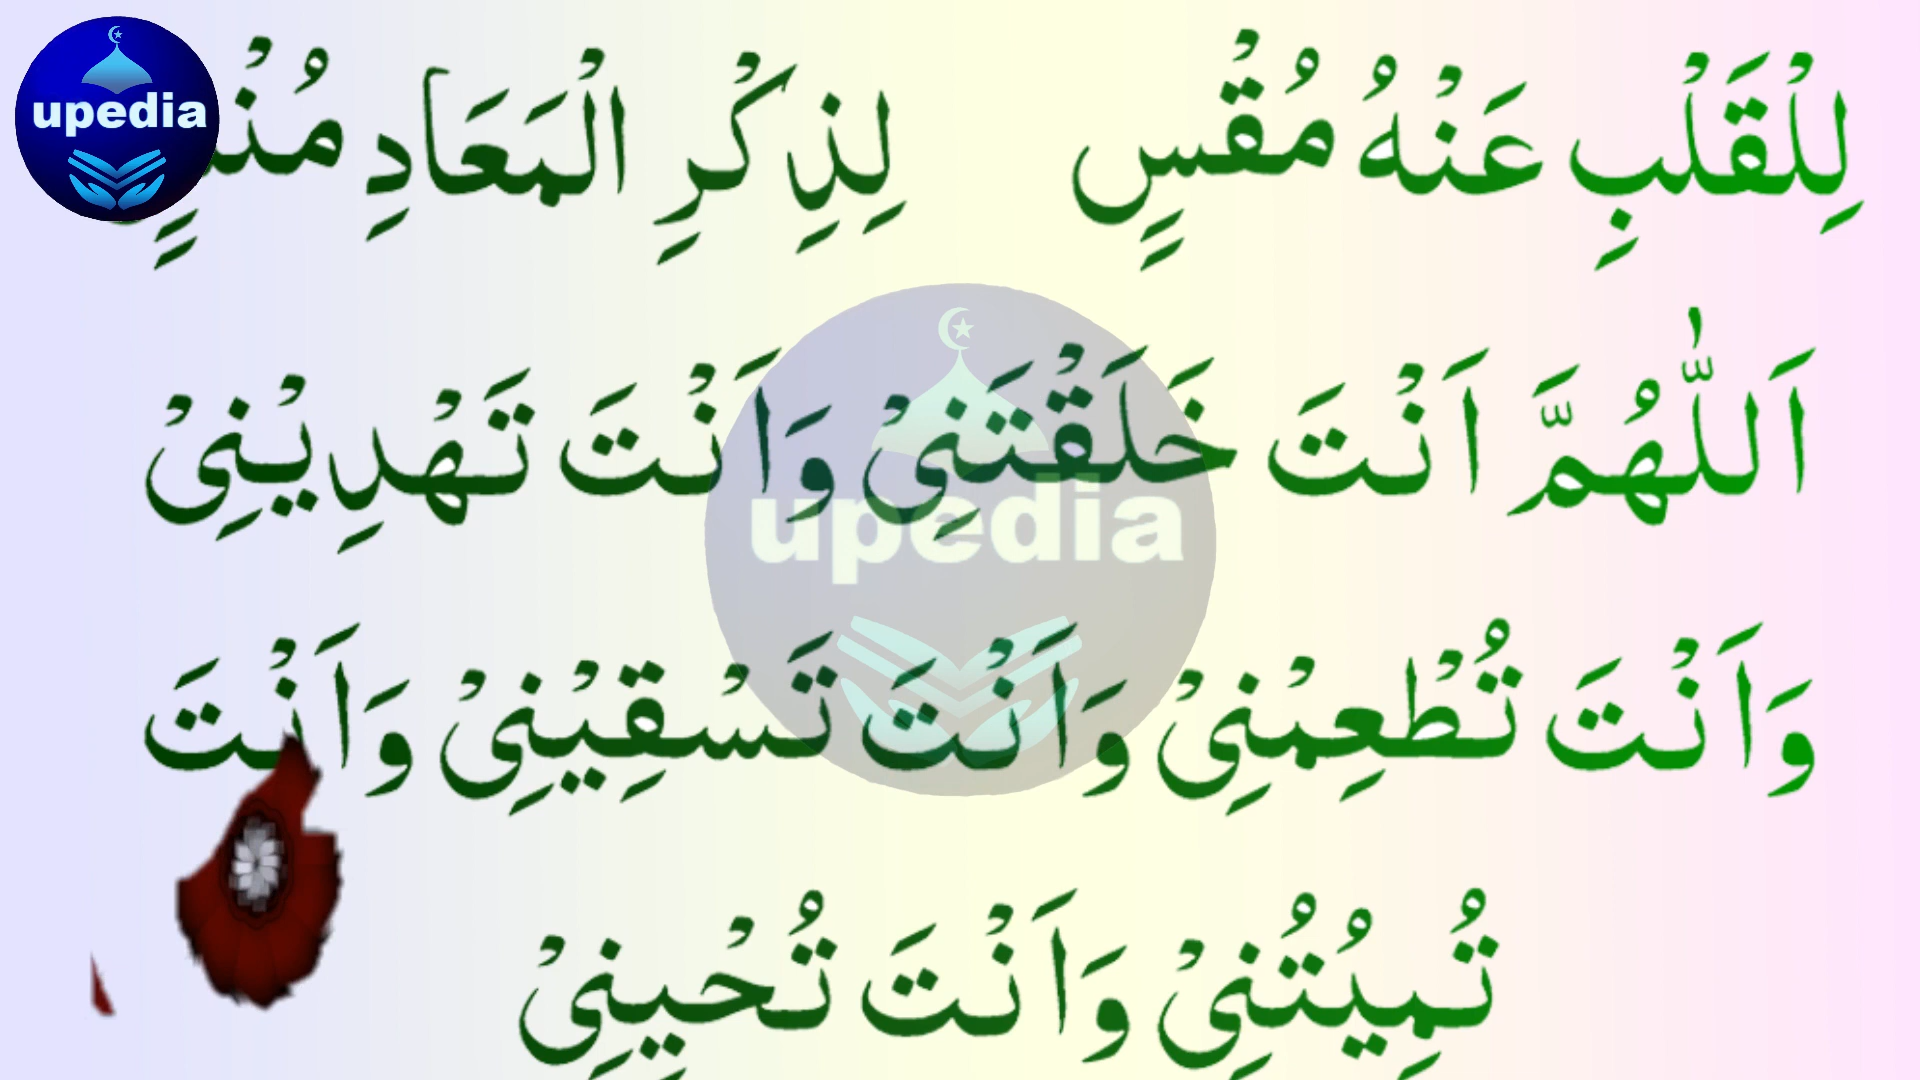 لِلْقَلْبِ عَنْهُ مُقْسٍ لِذِكْرِ الْمَعَادِ
اَللّٰهُمَّ اَنْتَ خَلَقْتَنِیْ وَاَنْتَ تَهْدِیْنِیْ
وَاَنْتَ تُطْعِمْنِیْ وَاَنْتَ تَسْقِیْنِیْ وَاَنْتَ
تُمِیْتُنِیْ وَاَنْتَ تُحْیِنِیْ
upedia
upedia